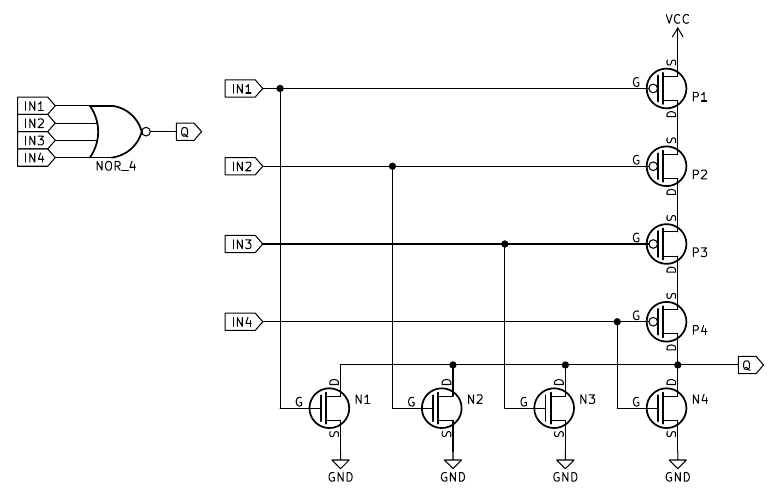 VCC
IN1
IN2
IN3
IN4
Q
NOR_4
IN1
G
S
D
P1
IN2
G
S
D
P2
IN3
G
S
D
P3
IN4
G
S
D
P4
Q
G
D
S
N1
G
D
S
N2
G
D
S
N3
G
D
S
N4
GND
GND
GND
GND